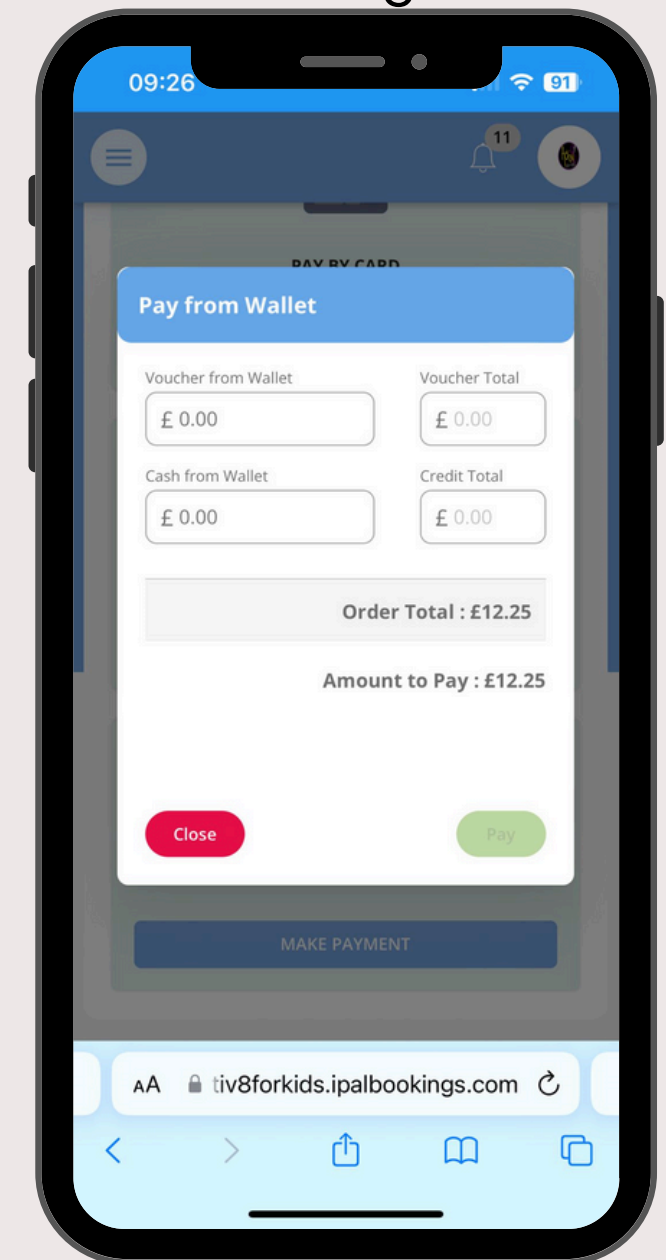 09:26
91
11
PAY BY CARD
Pay from Wallet
Voucher from Wallet Voucher Total
£ 0.00 £ 0.00
Cash from Wallet Credit Total
£ 0.00 £ 0.00
Order Total : £12.25
Amount to Pay : £12.25
Close Pay
MAKE PAYMENT
AA tiv8forkids.ipalbookings.com